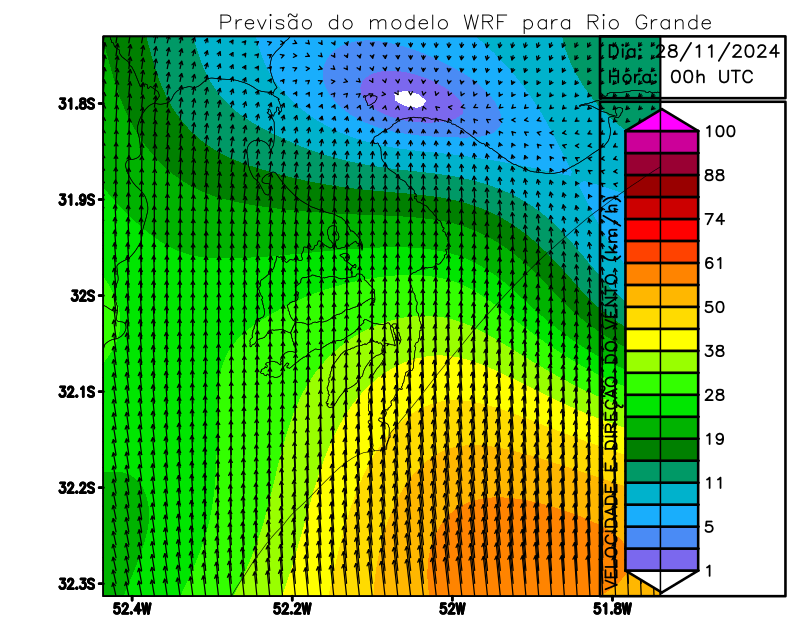 Previsão do modelo WRF para Rio Grande
Dia: 28/11/2024
Hora: 00h UTC
31.8S
31.9S
32S
32.1S
32.2S
32.3S
52.4W
52.2W
52W
51.8W
VELOCIDADE E DIREÇÃO DO VENTO (km/h)
100
88
74
61
50
38
28
19
11
5
1